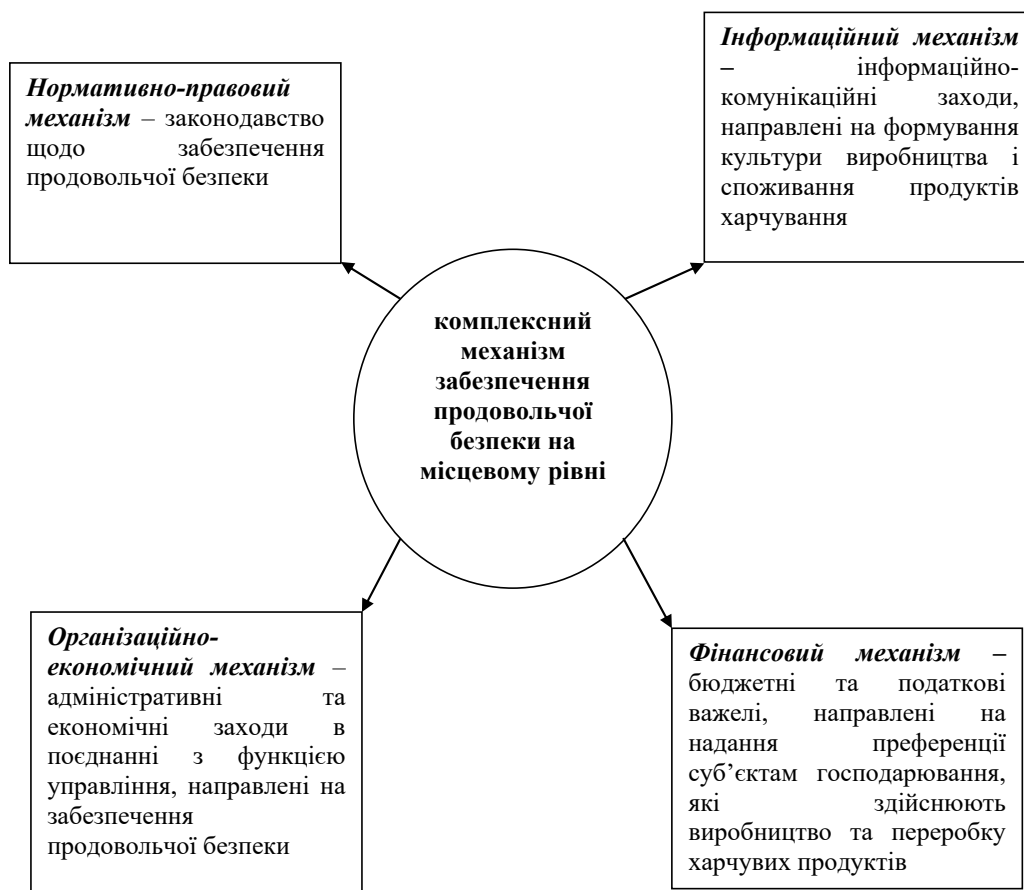 Нормативно-правовий
механізм – законодавство
щодо забезпечення
продовольчої безпеки
Інформаційний механізм
– інформаційно-
комунікаційні заходи,
направлені на формування
культури виробництва і
споживання продуктів
харчування
комплексний
механізм
забезпечення
продовольчої
безпеки на
місцевому рівні
Організаційно-
економічний механізм –
адміністративні та
економічні заходи в
поєднанні з функцією
управління, направлені на
забезпечення
продовольчої безпеки
Фінансовий механізм –
бюджетні та податкові
важелі, направлені на
надання преференції
суб’єктам господарювання,
які здійснюють
виробництво та переробку
харчувих продуктів